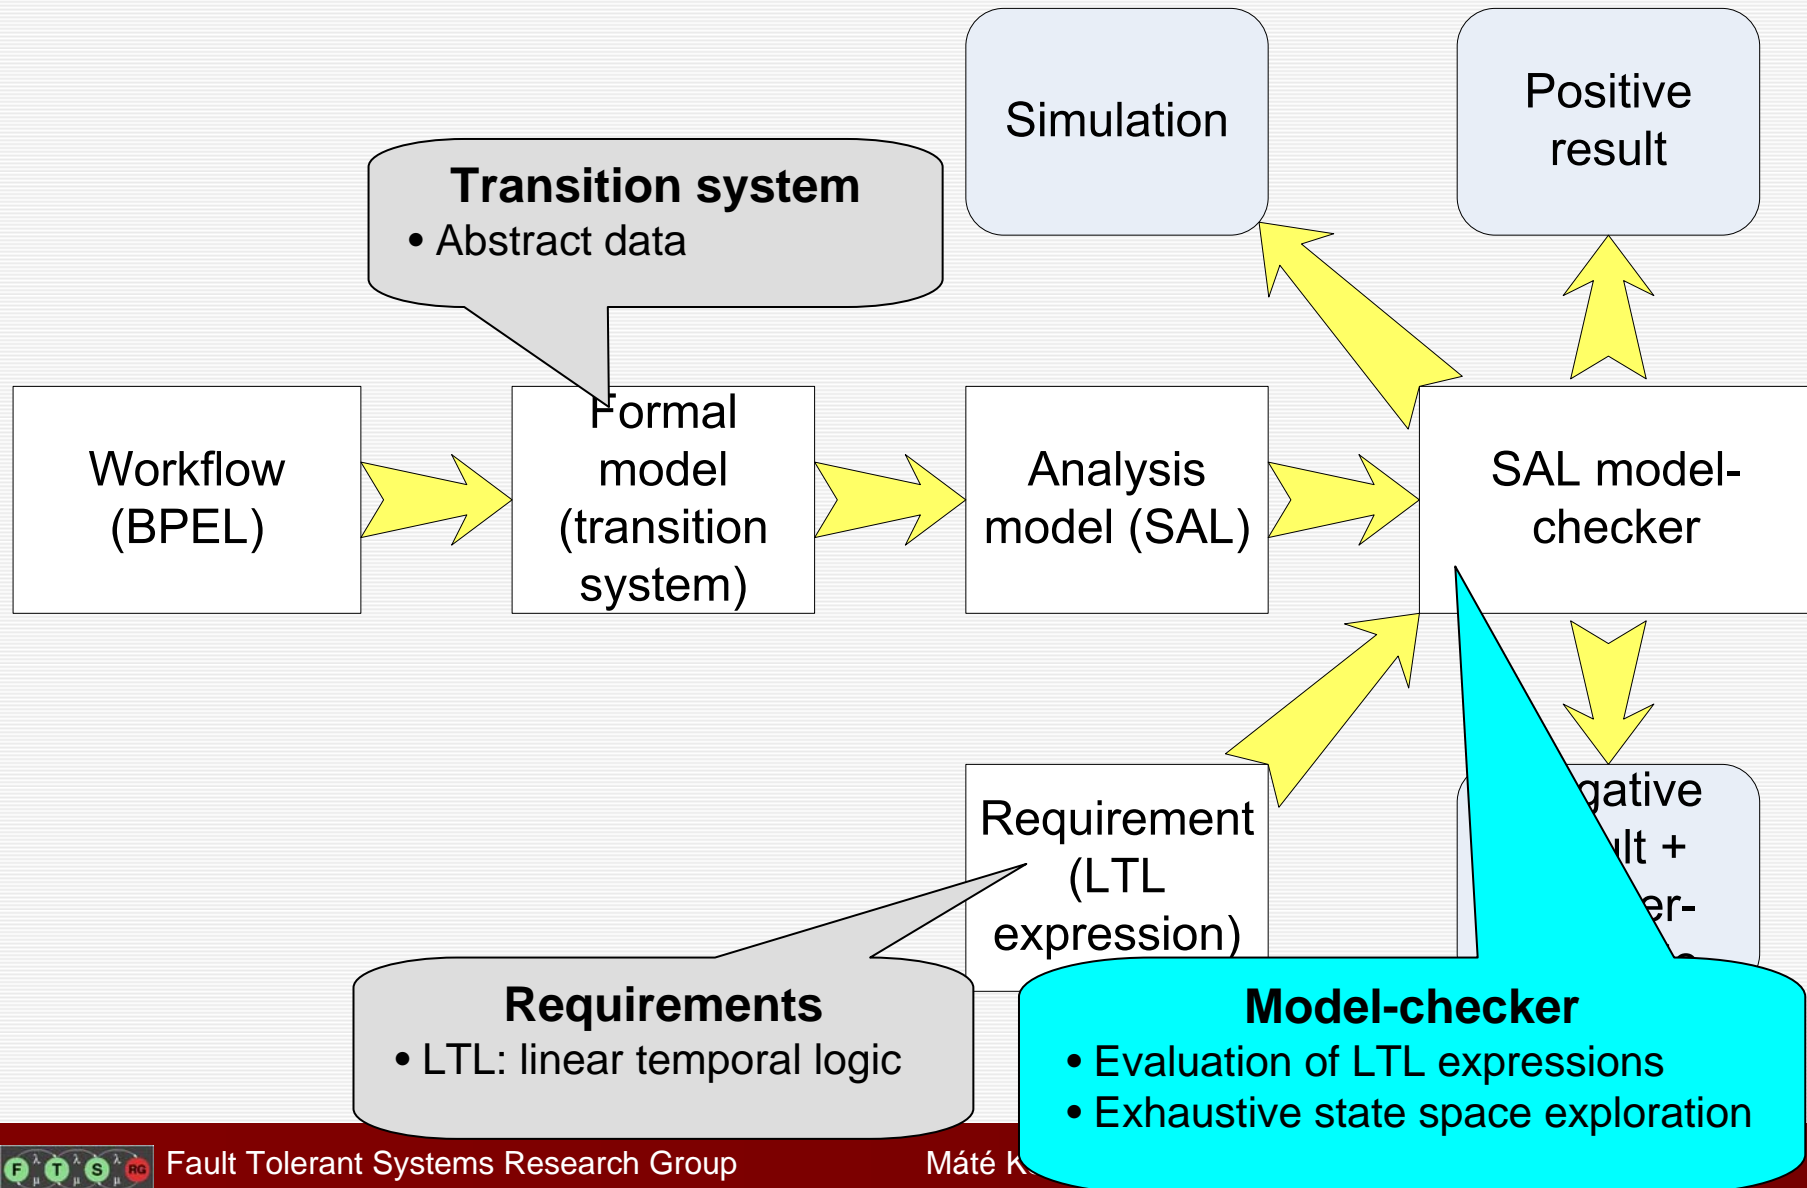 Simulation
Positive
result
Transition system
• Abstract data
Workflow
(BPEL)
Formal
model
(transition
system)
Analysis
model (SAL)
SAL model-
checker
Requirement
(LTL
expression)
+
Requirements
• LTL: linear temporal logic
Model-checker
• Evaluation of LTL expressions
• Exhaustive state space exploration
F λ μ T λ μ S λ μ RG
Fault Tolerant Systems Research Group
Máté